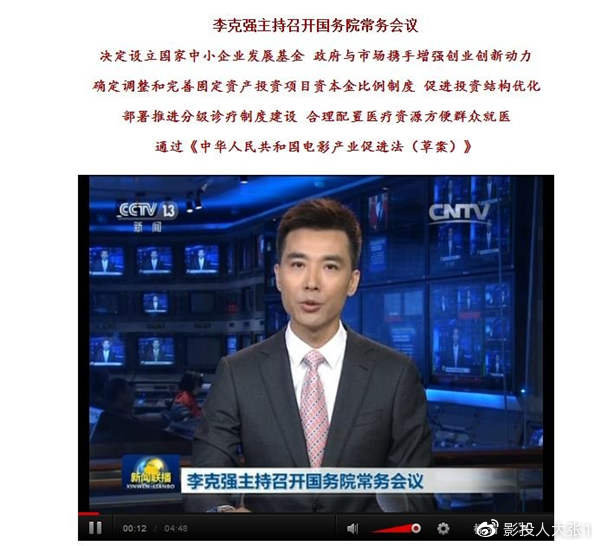 李克强主持召开国务院常务会议
决定设立国家中小企业发展基金 政府与市场携手增强创业创新动力
确定调整和完善固定资产投资项目资本金比例制度 促进投资结构优化
部署推进分级诊疗制度建设 合理配置医疗资源方便群众就医
通过《中华人民共和国电影产业促进法（草案）》
CCTV 13
新闻
CNTV
新闻联播
XINWEN-LIANBO
李克强主持召开国务院常务会议
00:12 / 04:48
影投人大张1